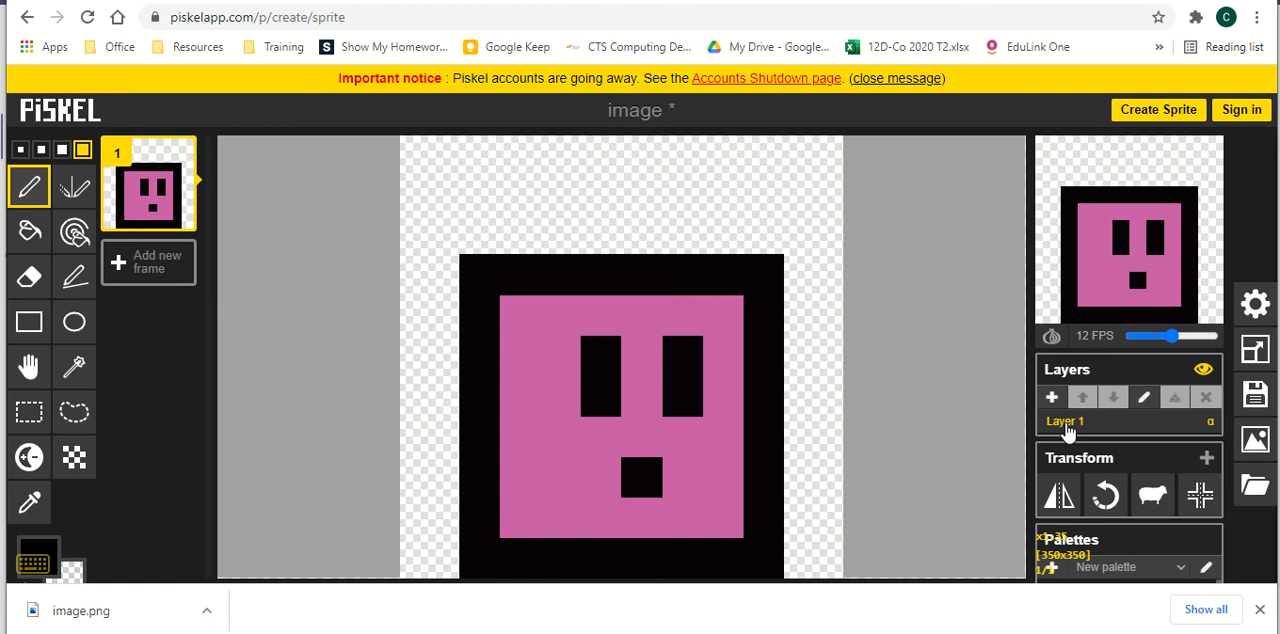 piskelapp.com/p/create/sprite
C
Apps Office Resources Training S Show My Homewor... Google Keep CTS Computing De... My Drive - Google... 12D-Co 2020 T2.xlsx EduLink One » Reading list
Important notice : Piskel accounts are going away. See the Accounts Shutdown page. (close message)
PiSKEL image * Create Sprite Sign in
1
Add new
frame
12 FPS
Layers
Layer 1 α
Transform
Palettes
[350x350]
New palette
image.png Show all